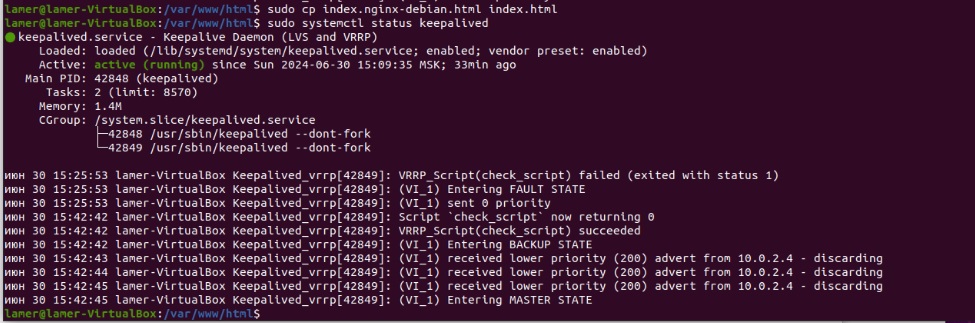 lamer@lamer-VirtualBox:/var/www/html$ sudo cp index.nginx-debian.html index.html
lamer@lamer-VirtualBox:/var/www/html$ sudo systemctl status keepalived
● keepalived.service - Keepalive Daemon (LVS and VRRP)
Loaded: loaded (/lib/systemd/system/keepalived.service; enabled; vendor preset: enabled)
Active: active (running) since Sun 2024-06-30 15:09:35 MSK; 33min ago
Main PID: 42848 (keepalived)
Tasks: 2 (limit: 8570)
Memory: 1.4M
CGroup: /system.slice/keepalived.service
├─42848 /usr/sbin/keepalived --dont-fork
└─42849 /usr/sbin/keepalived --dont-fork
июн 30 15:25:53 lamer-VirtualBox Keepalived_vrrp[42849]: VRRP_Script(check_script) failed (exited with status 1)
июн 30 15:25:53 lamer-VirtualBox Keepalived_vrrp[42849]: (VI_1) Entering FAULT STATE
июн 30 15:25:53 lamer-VirtualBox Keepalived_vrrp[42849]: (VI_1) sent 0 priority
июн 30 15:42:42 lamer-VirtualBox Keepalived_vrrp[42849]: Script `check_script` now returning 0
июн 30 15:42:42 lamer-VirtualBox Keepalived_vrrp[42849]: VRRP_Script(check_script) succeeded
июн 30 15:42:42 lamer-VirtualBox Keepalived_vrrp[42849]: (VI_1) Entering BACKUP STATE
июн 30 15:42:43 lamer-VirtualBox Keepalived_vrrp[42849]: (VI_1) received lower priority (200) advert from 10.0.2.4 - discarding
июн 30 15:42:44 lamer-VirtualBox Keepalived_vrrp[42849]: (VI_1) received lower priority (200) advert from 10.0.2.4 - discarding
июн 30 15:42:45 lamer-VirtualBox Keepalived_vrrp[42849]: (VI_1) received lower priority (200) advert from 10.0.2.4 - discarding
июн 30 15:42:45 lamer-VirtualBox Keepalived_vrrp[42849]: (VI_1) Entering MASTER STATE
lamer@lamer-VirtualBox:/var/www/html$